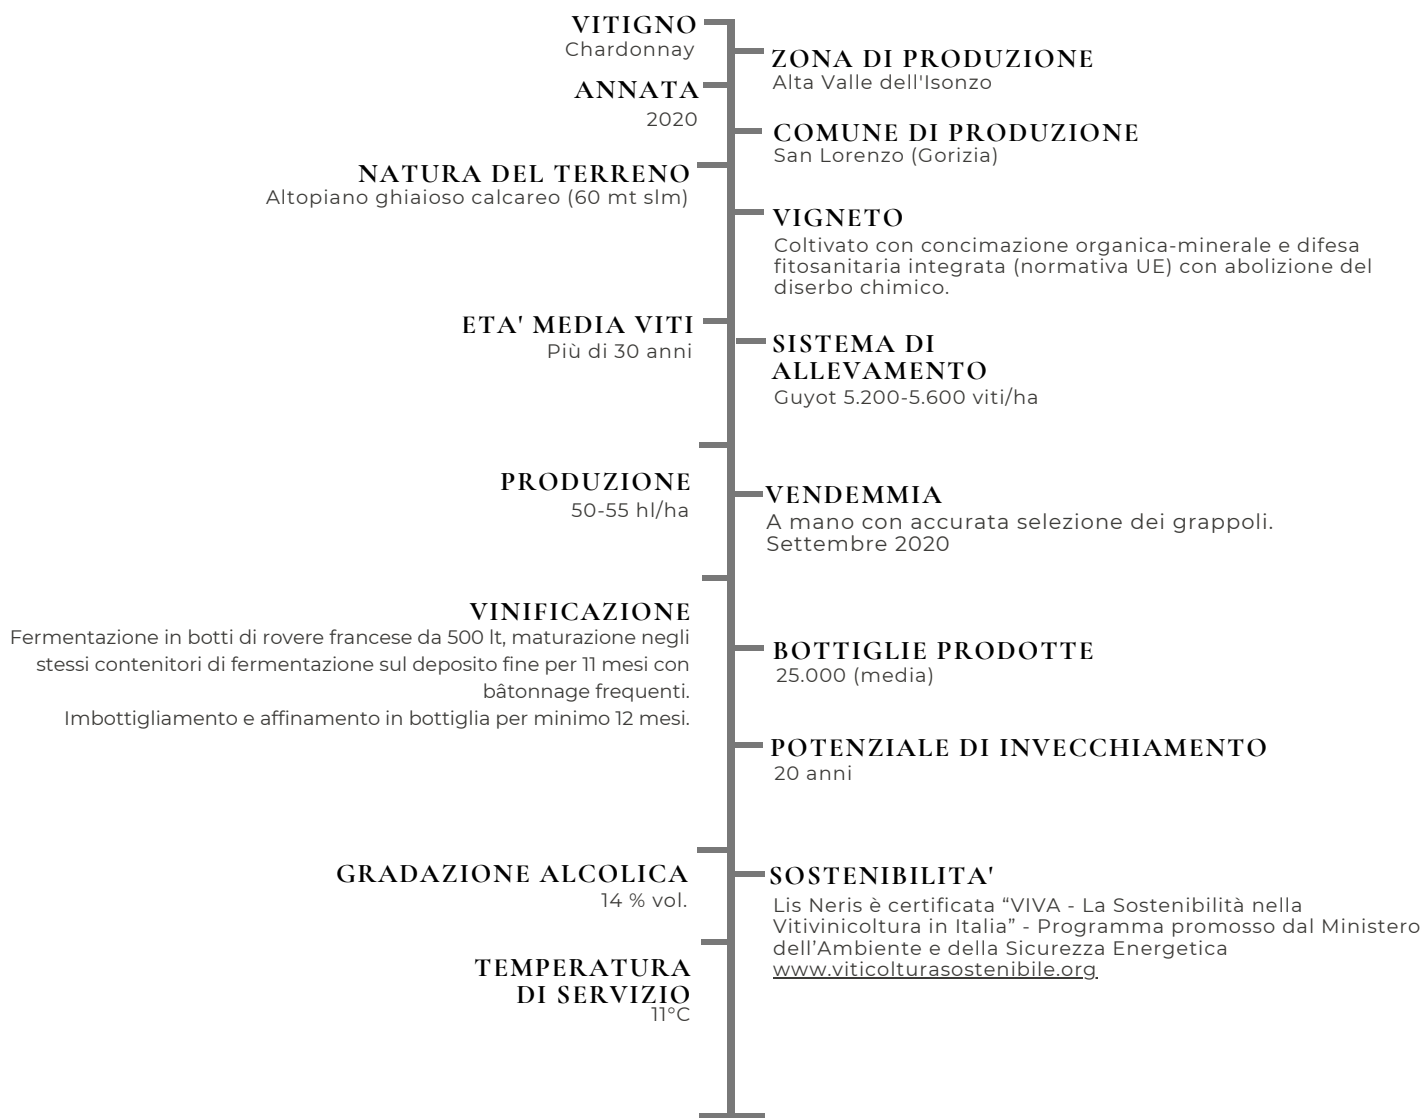 VITIGNO
Chardonnay
ZONA DI PRODUZIONE
Alta Valle dell'Isonzo
ANNATA
2020
COMUNE DI PRODUZIONE
San Lorenzo (Gorizia)
NATURA DEL TERRENO
Altopiano ghiaioso calcareo (60 mt slm)
VIGNETO
Coltivato con concimazione organica-minerale e difesa
fitosanitaria integrata (normativa UE) con abolizione del
diserbo chimico.
ETA' MEDIA VITI
Più di 30 anni
SISTEMA DI
ALLEVAMENTO
Guyot 5.200-5.600 viti/ha
PRODUZIONE
50-55 hl/ha
VENDEMMIA
A mano con accurata selezione dei grappoli.
Settembre 2020
VINIFICAZIONE
Fermentazione in botti di rovere francese da 500 lt, maturazione negli
stessi contenitori di fermentazione sul deposito fine per 11 mesi con
bâtonnage frequenti.
Imbottigliamento e affinamento in bottiglia per minimo 12 mesi.
BOTTIGLIE PRODOTTE
25.000 (media)
POTENZIALE DI INVECCHIAMENTO
20 anni
GRADAZIONE ALCOLICA
14 % vol.
SOSTENIBILITA'
Lis Neris è certificata “VIVA - La Sostenibilità nella
Vitivinicoltura in Italia” - Programma promosso dal Ministero
dell’Ambiente e della Sicurezza Energetica
www.viticolturasostenibile.org
TEMPERATURA
DI SERVIZIO
11°C